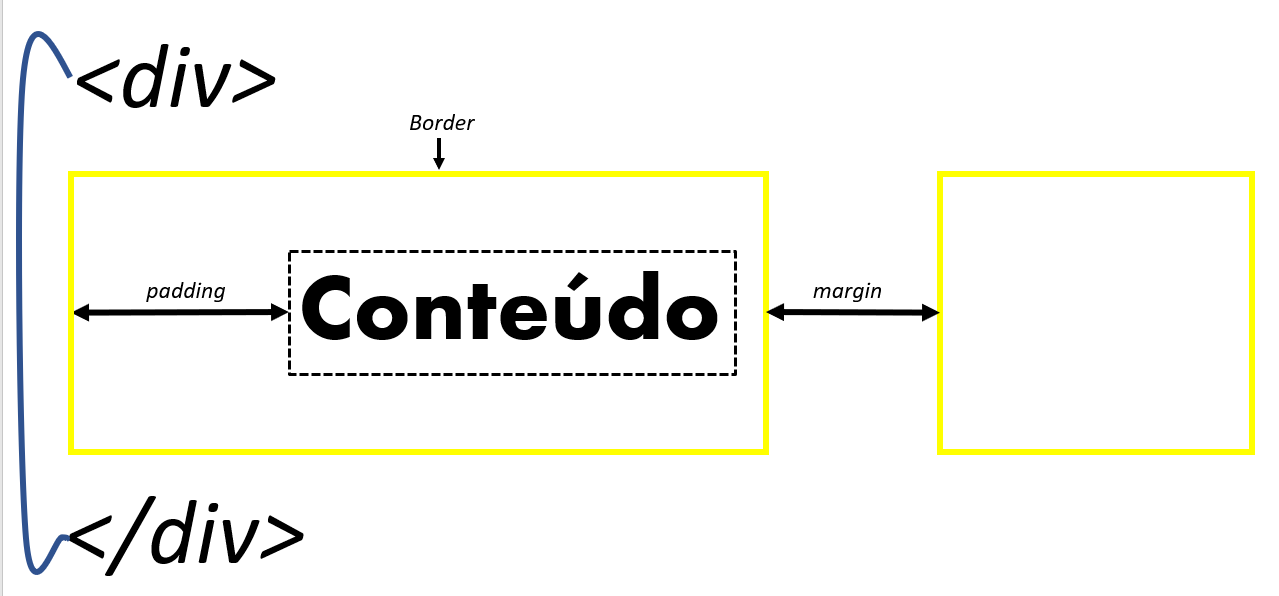 <div>
Border
padding
Conteúdo
margin
</div>